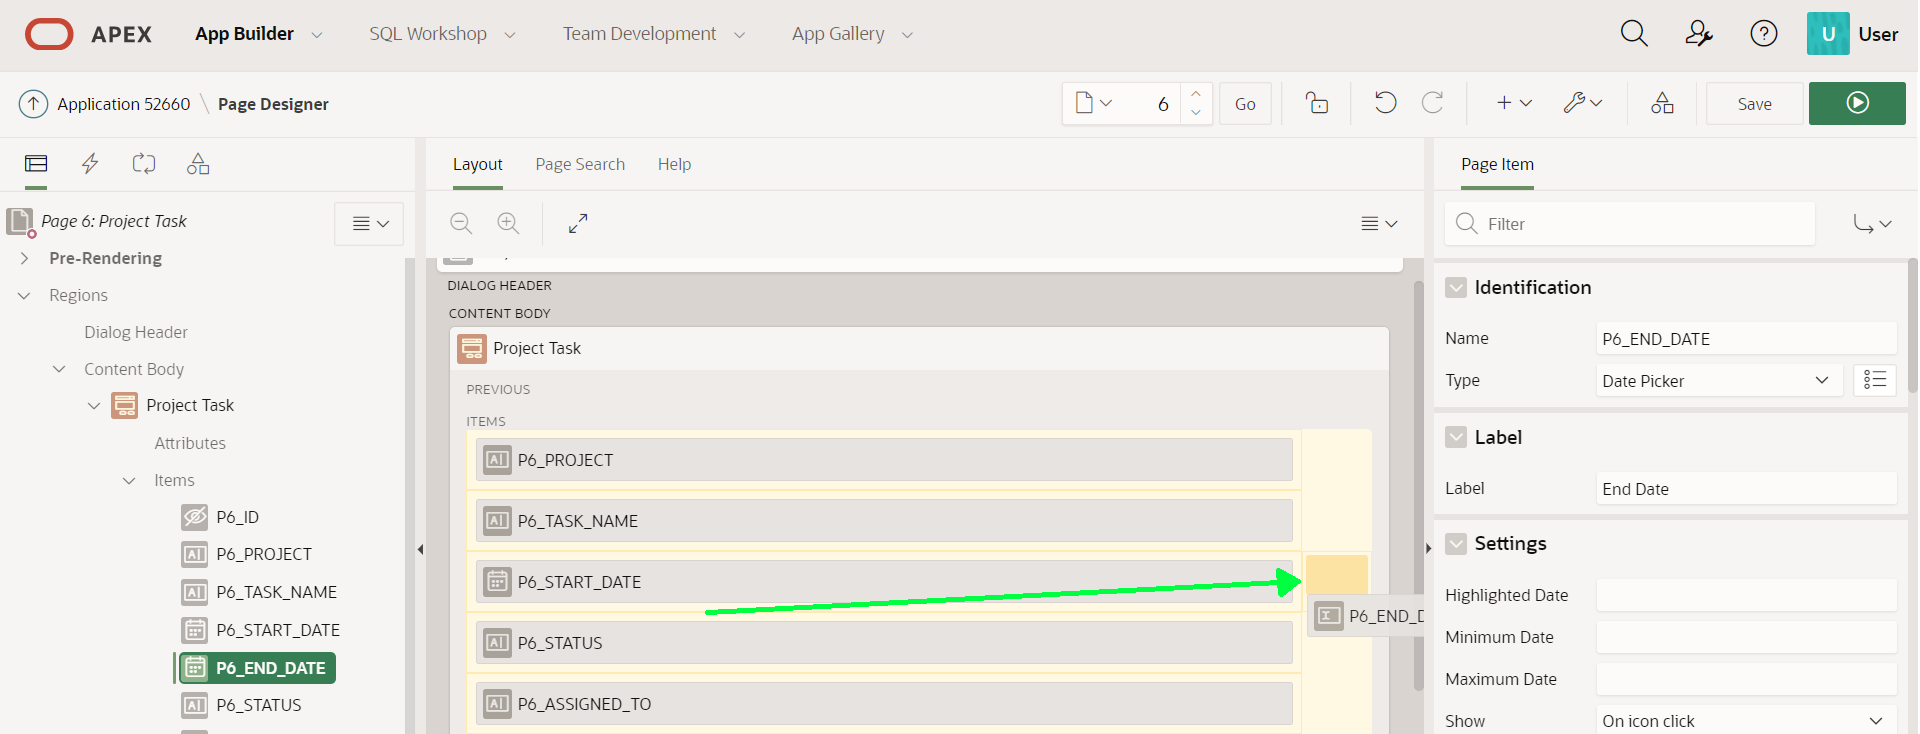 APEX App Builder SQL Workshop Team Development App Gallery U User
Application 52660 \ Page Designer 6 Go Save
Layout Page Search Help
Page Item
Page 6: Project Task
Pre-Rendering
Regions
Dialog Header
Content Body
Project Task
Attributes
Items
P6_ID
P6_PROJECT
P6_TASK_NAME
P6_START_DATE
P6_END_DATE
P6_STATUS
DIALOG HEADER
CONTENT BODY
Project Task
PREVIOUS
ITEMS
P6_PROJECT
P6_TASK_NAME
P6_START_DATE
P6_END_D
P6_STATUS
P6_ASSIGNED_TO
Filter
Identification
Name P6_END_DATE
Type Date Picker
Label
Label End Date
Settings
Highlighted Date
Minimum Date
Maximum Date
Show On icon click